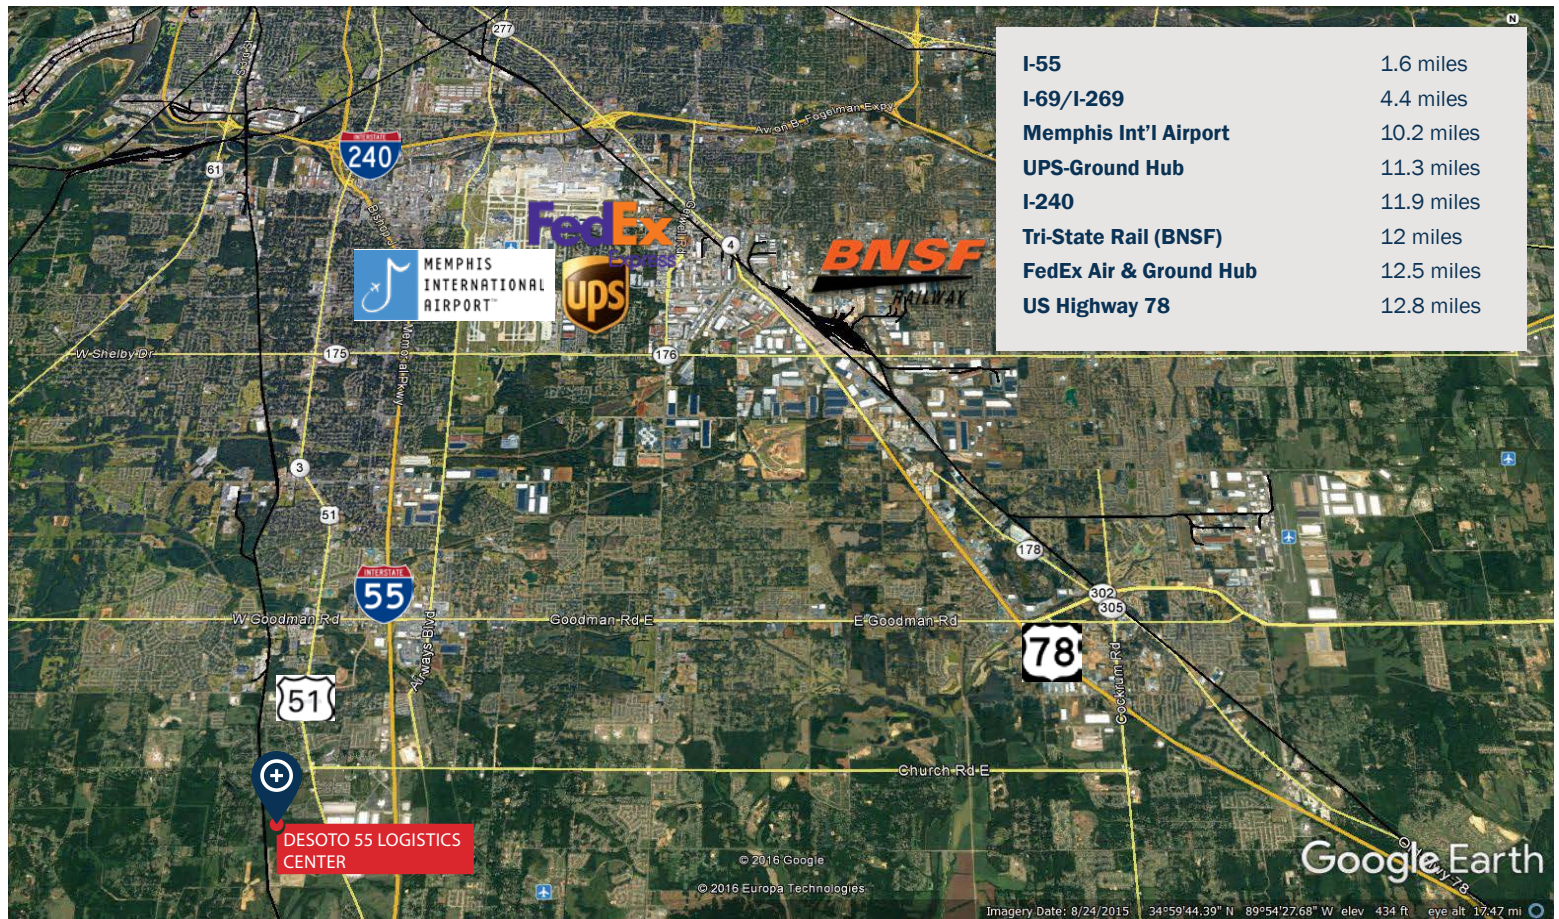 277
N
I-55 1.6 miles
I-69/I-269 4.4 miles
Memphis Int'l Airport 10.2 miles
UPS-Ground Hub 11.3 miles
I-240 11.9 miles
Tri-State Rail (BNSF) 12 miles
FedEx Air & Ground Hub 12.5 miles
US Highway 78 12.8 miles
Avron B. Fogelman Expy
INTERSTATE
240
61
FedEx
Express
4
BNSF
RAILWAY
MEMPHIS
INTERNATIONAL
AIRPORT
ups
W Shelby Dr
175
176
Memorial Pkwy
3
51
178
INTERSTATE
55
302
305
W Goodman Rd
Goodman Rd E
E Goodman Rd
Airways Blvd
78
51
Cockrum Rd
Church Rd E
DESOTO 55 LOGISTICS
CENTER
© 2016 Google
© 2016 Europa Technologies
Google Earth
Imagery Date: 8/24/2015 34°59'44.39" N 89°54'27.68" W elev 434 ft eye alt 17.47 mi